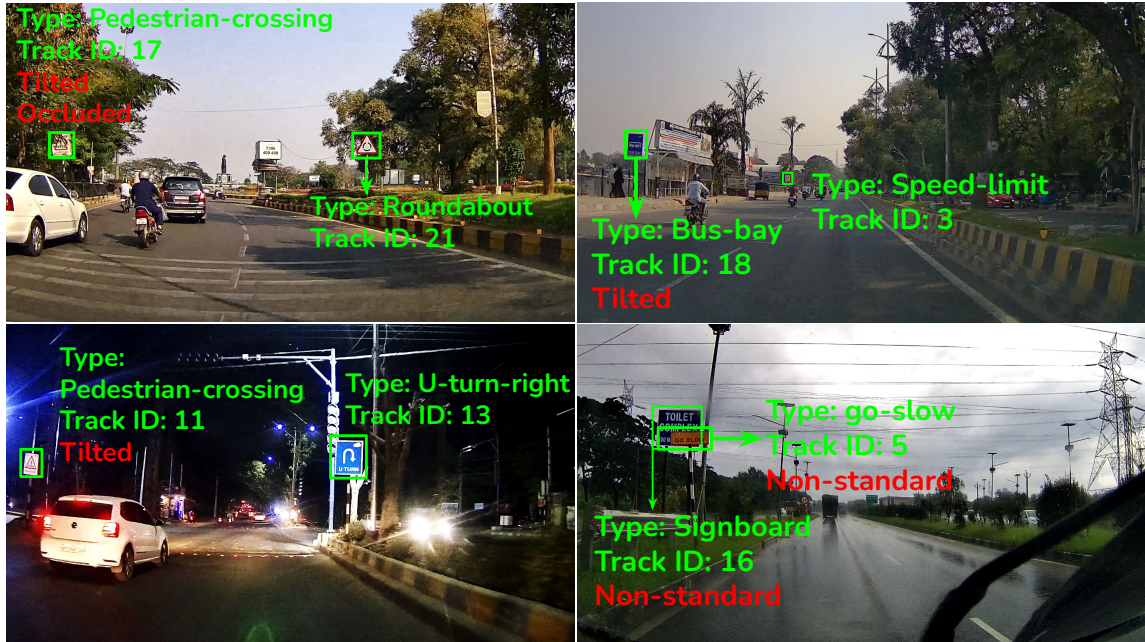 Type: Pedestrian-crossing
Track ID: 17
Tilted
Occluded
Type: Roundabout
Track ID: 21
Type: Speed-limit
Track ID: 3
Type: Bus-bay
Track ID: 18
Tilted
Type:
Pedestrian-crossing
Track ID: 11
Tilted
Type: U-turn-right
Track ID: 13
U-TURN
TOILET
COMPLEX
GO SLOW
Type: go-slow
Track ID: 5
Non-standard
Type: Signboard
Track ID: 16
Non-standard